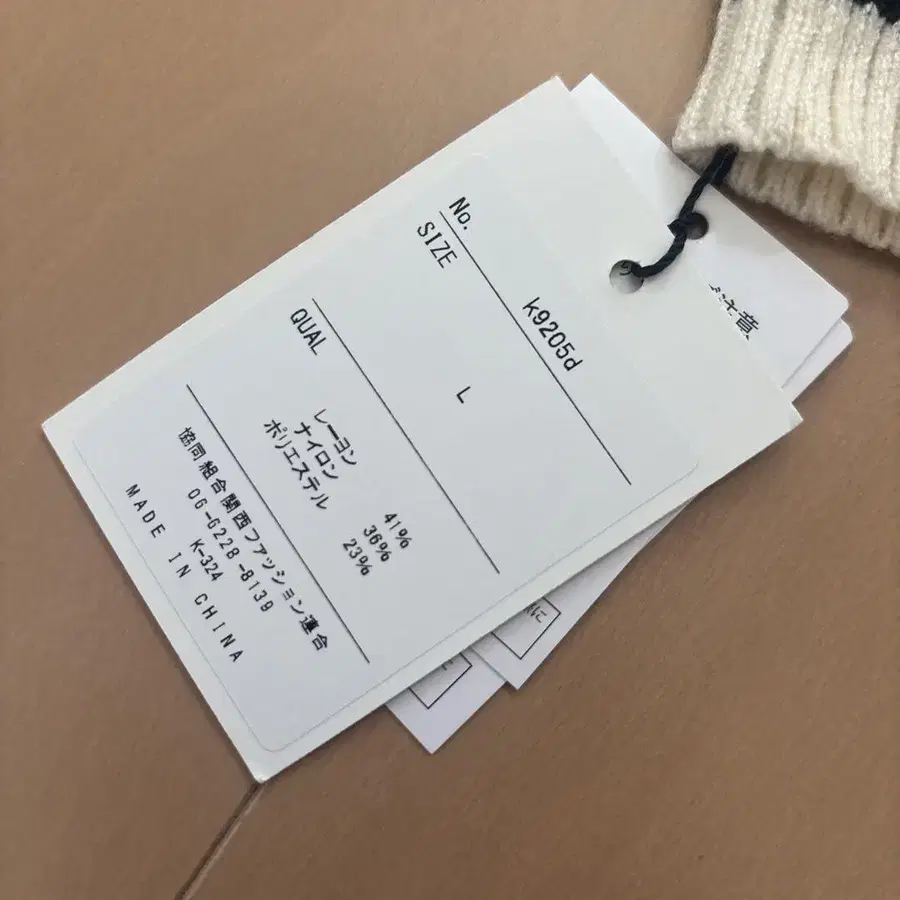 No. k9205d
SIZE L
QUAL
レーヨン 41%
ナイロン 36%
ポリエステル 23%
協同組合関西ファッション連合
06-6228-8139
K-324
MADE IN CHINA
注意